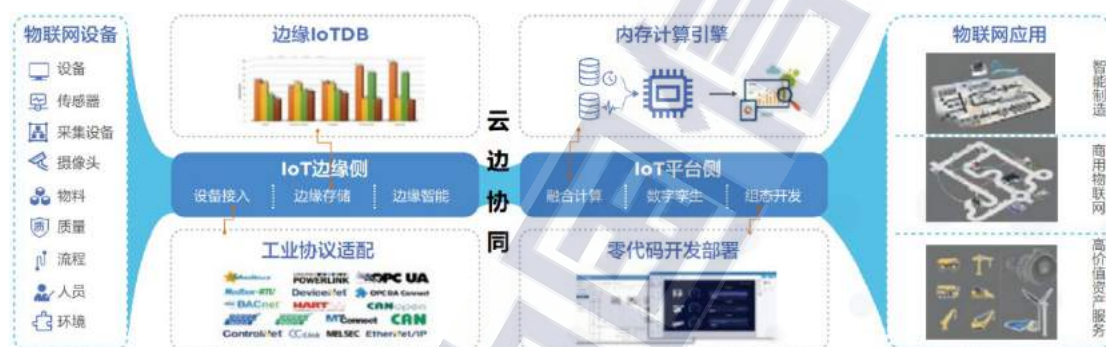 物联网设备
设备
传感器
采集设备
摄像头
物料
质
质量
流程
人员
环境
边缘IoTDB
IoT边缘侧
设备接入
边缘存储
边缘智能
工业协议适配
POWERLINK
OPC UA
Modbus-RTU
DeviceNet
OPC UA Connect
BACnet
HART
CANopen
MTConnect
CAN
ControlNet
CC-Link
MELSEC
EtherNet/IP
云边协同
内存计算引擎
IoT平台侧
融合计算
数字孪生
组态开发
零代码开发部署
物联网应用
智能制造
商用物联网
高价值资产服务